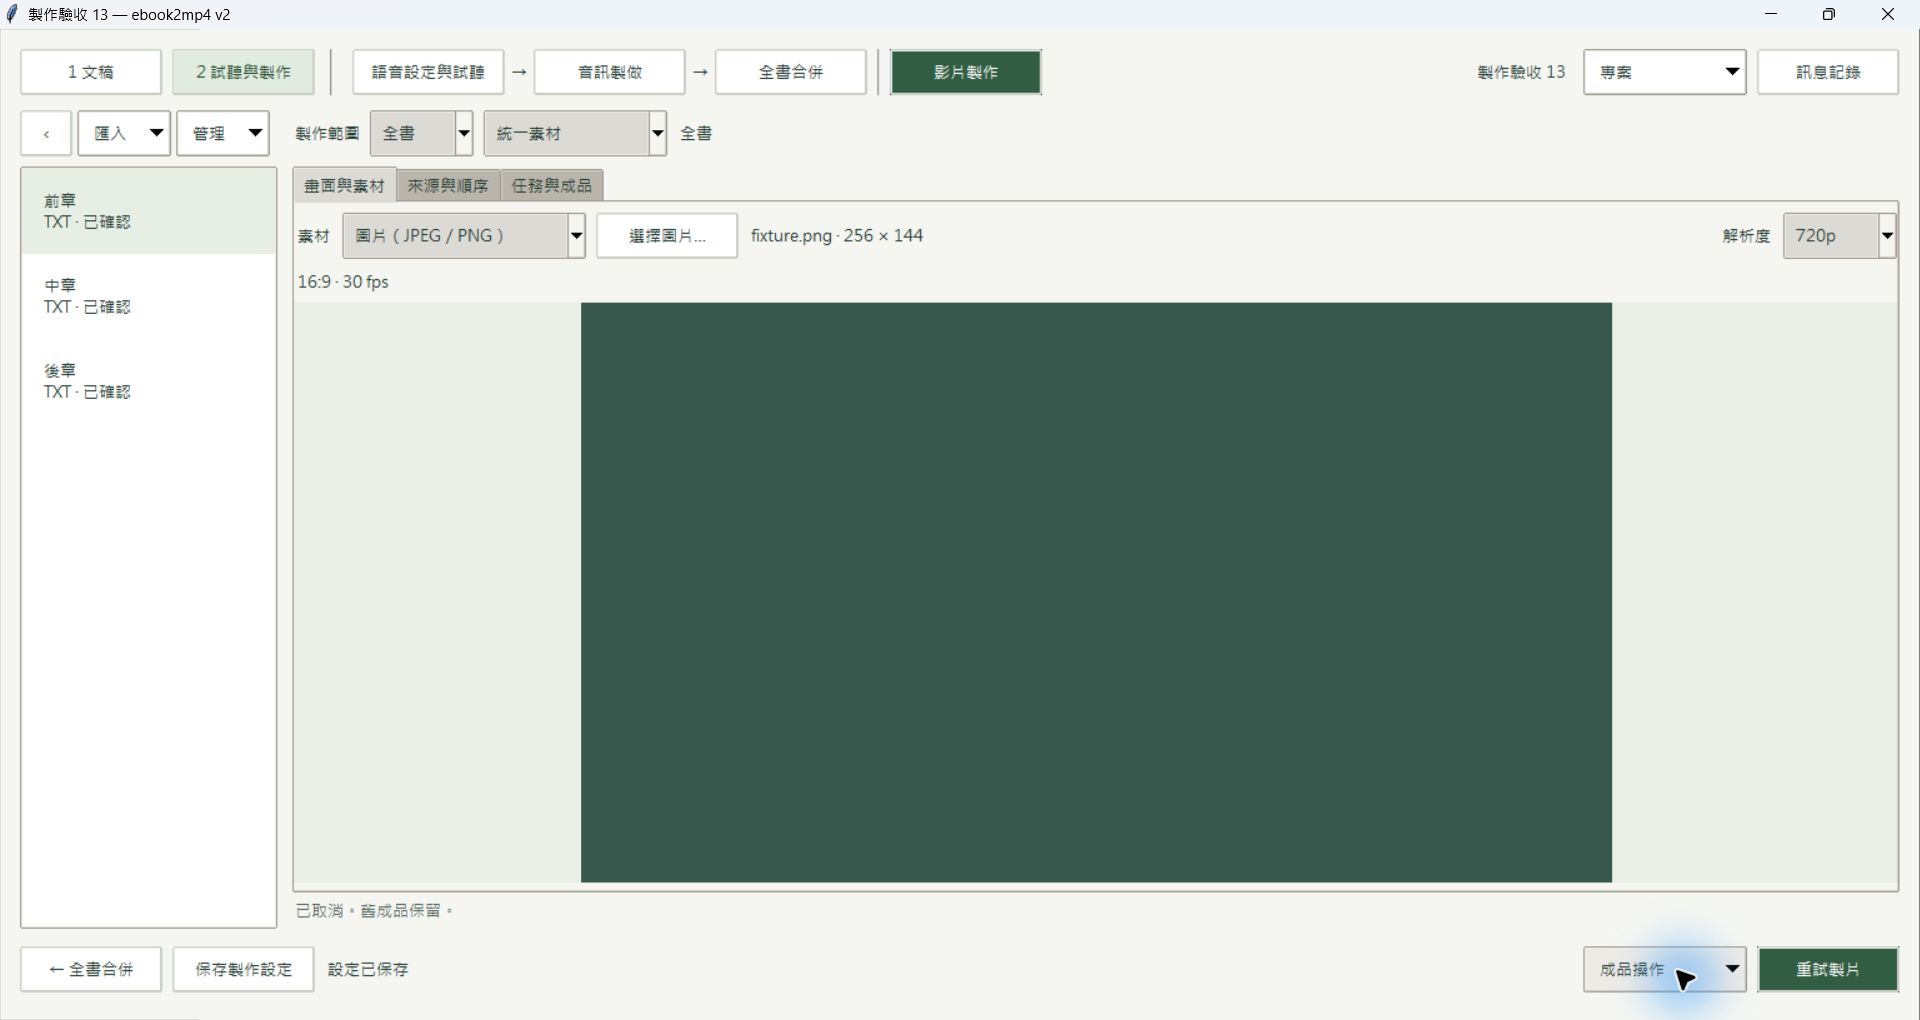 製作驗收 13 — ebook2mp4 v2
1 文稿
2 試聽與製作
語音設定與試聽
→
音訊製做
→
全書合併
影片製作
製作驗收 13
專案
訊息記錄
‹
匯入
管理
製作範圍
全書
統一素材
全書
前章
TXT · 已確認
中章
TXT · 已確認
後章
TXT · 已確認
畫面與素材
來源與順序
任務與成品
素材
圖片（JPEG / PNG）
選擇圖片...
fixture.png · 256 × 144
解析度
720p
16:9 · 30 fps
已取消。舊成品保留。
← 全書合併
保存製作設定
設定已保存
成品操作
重試製片